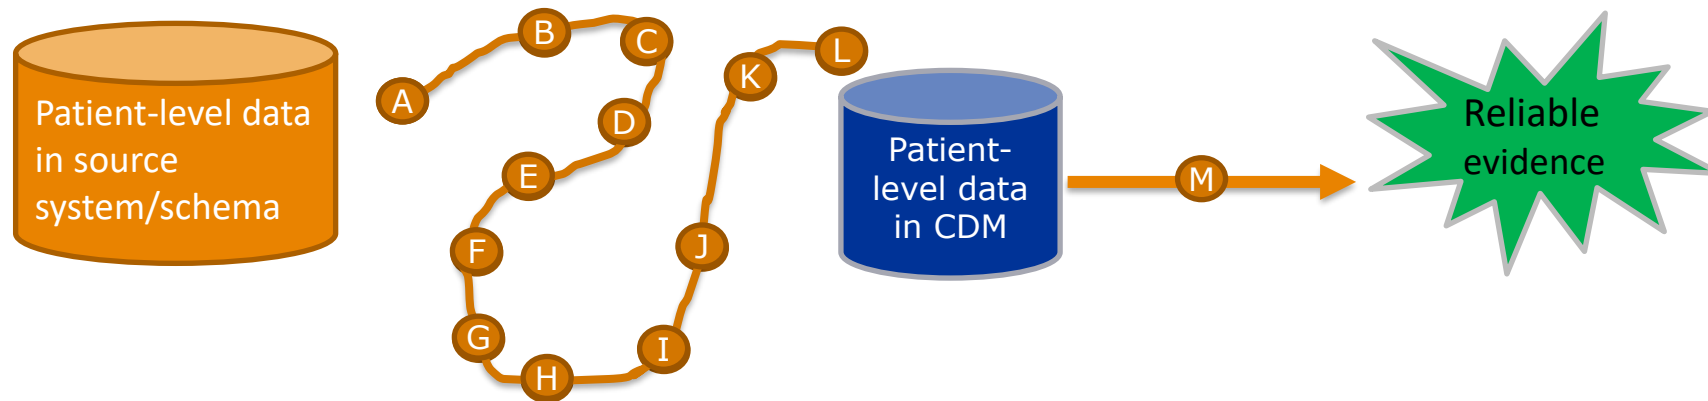 Patient-level data
in source
system/schema
A
B
C
D
E
F
G
H
I
J
K
L
Patient-
level data
in CDM
M
Reliable
evidence